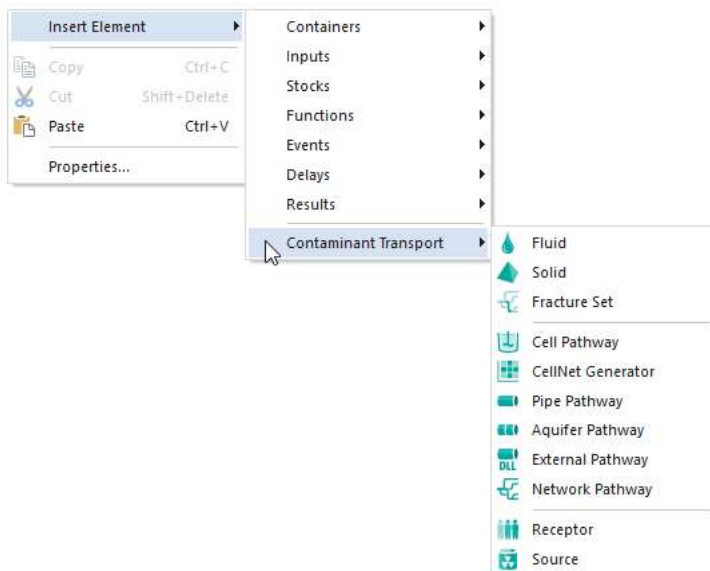 Insert Element
Copy Ctrl+C
Cut Shift+Delete
Paste Ctrl+V
Properties...
Containers
Inputs
Stocks
Functions
Events
Delays
Results
Contaminant Transport
Fluid
Solid
Fracture Set
Cell Pathway
CellNet Generator
Pipe Pathway
Aquifer Pathway
DLL External Pathway
Network Pathway
Receptor
Source